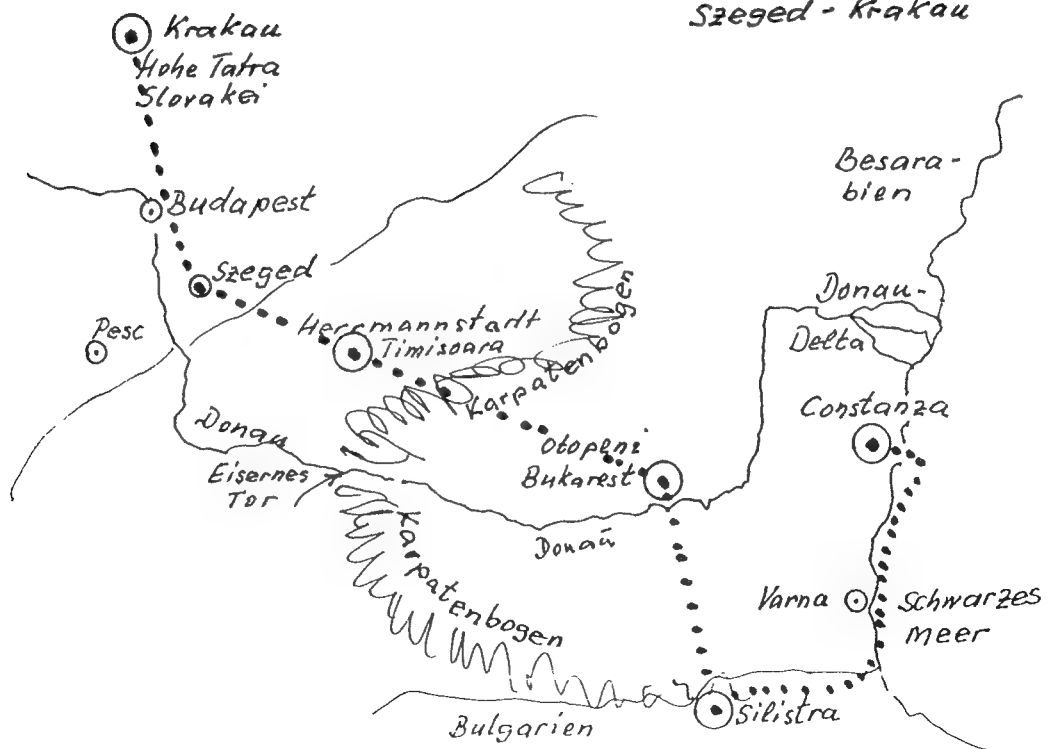 Szeged - Krakau
Krakau
Hohe Tatra
Slovakei
Besara-
bien
Budapest
Szeged
Donau-
Delta
Pesc
Herrmannstadt
Timisoara
Karpatenbogen
Constanza
Donau
Otopeni
Bukarest
Eisernes
Tor
Donau
Karpatenbogen
Varna
Schwarzes
Meer
Silistra
Bulgarien